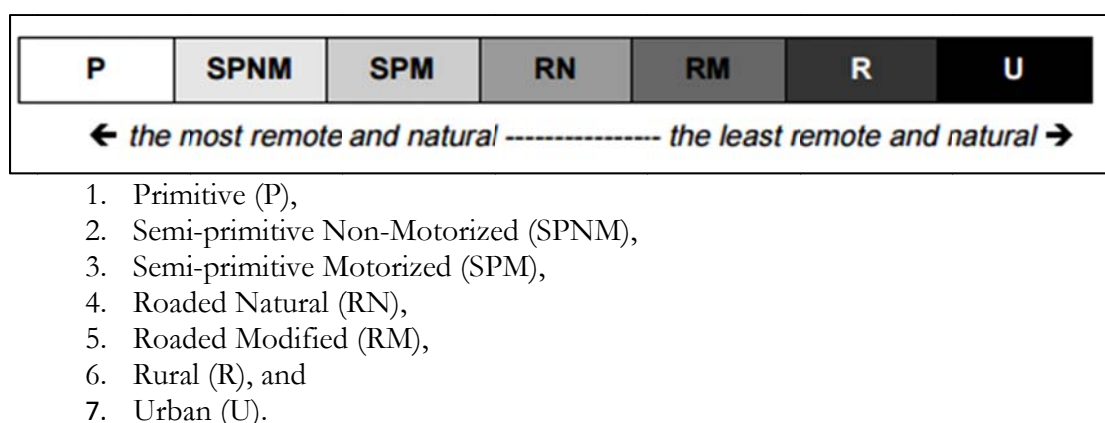 P SPNM SPM RN RM R U
← the most remote and natural ---------------- the least remote and natural →
1. Primitive (P),
2. Semi-primitive Non-Motorized (SPNM),
3. Semi-primitive Motorized (SPM),
4. Roaded Natural (RN),
5. Roaded Modified (RM),
6. Rural (R), and
7. Urban (U).